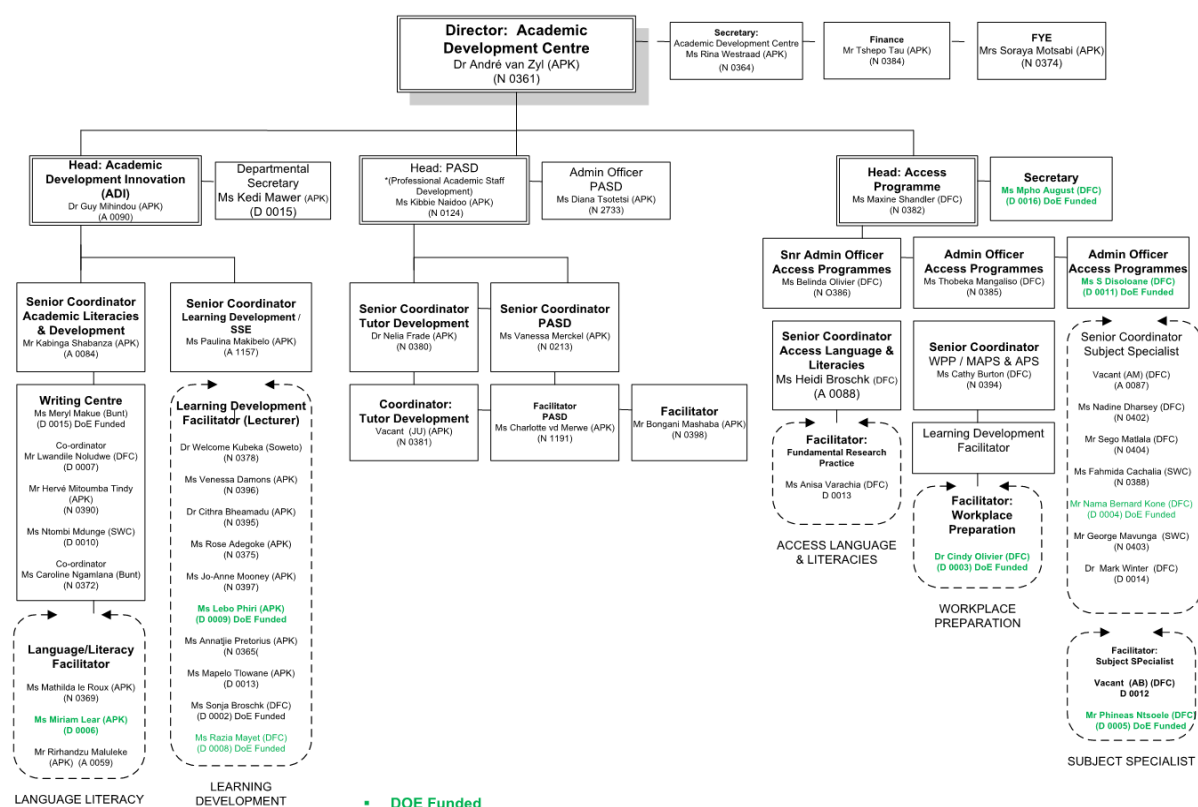 Director: Academic
Development Centre
Dr André van Zyl (APK)
(N 0361)
Secretary:
Academic Development Centre
Ms Rina Westraad (APK)
(N 0364)
Finance
Mr Tshepo Tau (APK)
(N 0384)
FYE
Mrs Soraya Motsabi (APK)
(N 0374)
Head: Academic
Development Innovation
(ADI)
Dr Guy Mihindou (APK)
(A 0090)
Departmental
Secretary
Ms Kedi Mawer (APK)
(D 0015)
Head: PASD
*(Professional Academic Staff
Development)
Ms Kibbie Naidoo (APK)
(N 0124)
Admin Officer
PASD
Ms Diana Tsotetsi (APK)
(N 2733)
Head: Access
Programme
Ms Maxine Shandler (DFC)
(N 0382)
Secretary
Ms Mpho August (DFC)
(D 0016) DoE Funded
Snr Admin Officer
Access Programmes
Ms Belinda Olivier (DFC)
(N O386)
Admin Officer
Access Programmes
Ms Thobeka Mangaliso (DFC)
(N 0385)
Admin Officer
Access Programmes
Ms S Disoloane (DFC)
(D 0011) DoE Funded
Senior Coordinator
Academic Literacies
& Development
Mr Kabinga Shabanza (APK)
(A 0084)
Senior Coordinator
Learning Development /
SSE
Ms Paulina Makibelo (APK)
(A 1157)
Senior Coordinator
Tutor Development
Dr Nelia Frade (APK)
(N 0380)
Senior Coordinator
PASD
Ms Vanessa Merckel (APK)
(N 0213)
Senior Coordinator
Access Language &
Literacies
Ms Heidi Broschk (DFC)
(A 0088)
Senior Coordinator
WPP / MAPS & APS
Ms Cathy Burton (DFC)
(N 0394)
Senior Coordinator
Subject Specialist
Vacant (AM) (DFC)
(A 0087)
Ms Nadine Dharsey (DFC)
(N 0402)
Mr Sego Matlala (DFC)
(N 0404)
Ms Fahmida Cachalia (SWC)
(N 0388)
Mr Nama Bernard Kone (DFC)
(D 0004) DoE Funded
Mr George Mavunga (SWC)
(N 0403)
Dr Mark Winter (DFC)
(D 0014)
Writing Centre
Ms Meryl Makue (Bunt)
(D 0015) DoE Funded
Co-ordinator
Mr Lwandile Noludwe (DFC)
(D 0007)
Mr Hervé Mitoumba Tindy
(APK)
(N 0390)
Ms Ntombi Mdunge (SWC)
(D 0010)
Co-ordinator
Ms Caroline Ngamlana (Bunt)
(N 0372)
Learning Development
Facilitator (Lecturer)
Dr Welcome Kubeka (Soweto)
(N 0378)
Ms Venessa Damons (APK)
(N 0396)
Dr Cithra Bheamadu (APK)
(N 0395)
Ms Rose Adegoke (APK)
(N 0375)
Ms Jo-Anne Mooney (APK)
(N 0397)
Ms Lebo Phiri (APK)
(D 0009) DoE Funded
Ms Annatjie Pretorius (APK)
(N 0365(
Ms Mapelo Tlowane (APK)
(D 0013)
Ms Sonja Broschk (DFC)
(D 0002) DoE Funded
Ms Razia Mayet (DFC)
(D 0008) DoE Funded
Coordinator:
Tutor Development
Vacant (JU) (APK)
(N 0381)
Facilitator
PASD
Ms Charlotte vd Merwe (APK)
(N 1191)
Facilitator
Mr Bongani Mashaba (APK)
(N 0398)
Facilitator:
Fundamental Research
Practice
Ms Anisa Varachia (DFC)
D 0013
ACCESS LANGUAGE
& LITERACIES
Learning Development
Facilitator
Facilitator:
Workplace
Preparation
Dr Cindy Olivier (DFC)
(D 0003) DoE Funded
WORKPLACE
PREPARATION
Language/Literacy
Facilitator
Ms Mathilda le Roux (APK)
(N 0369)
Ms Miriam Lear (APK)
(D 0006)
Mr Rirhandzu Maluleke
(APK) (A 0059)
Facilitator:
Subject SPecialist
Vacant (AB) (DFC)
D 0012
Mr Phineas Ntsoele (DFC)
(D 0005) DoE Funded
SUBJECT SPECIALIST
LANGUAGE LITERACY
LEARNING
DEVELOPMENT
▪ DOE Funded